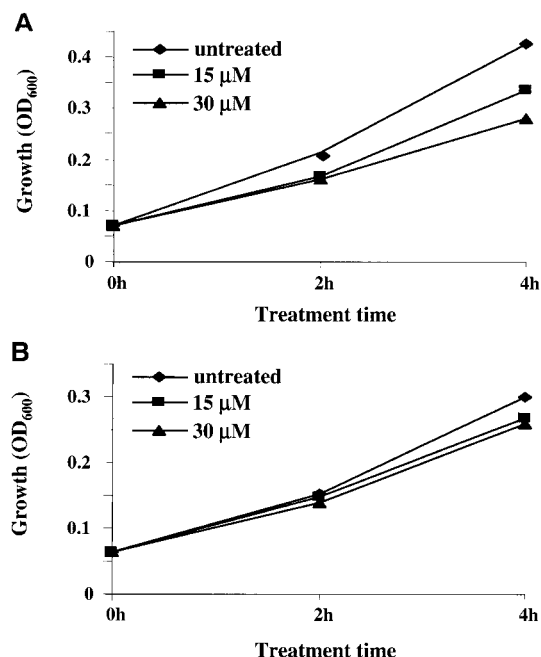 A
untreated
15 μM
30 μM
Growth (OD600)
0.4
0.3
0.2
0.1
0
0h
2h
4h
Treatment time
B
untreated
15 μM
30 μM
Growth (OD600)
0.3
0.2
0.1
0
0h
2h
4h
Treatment time